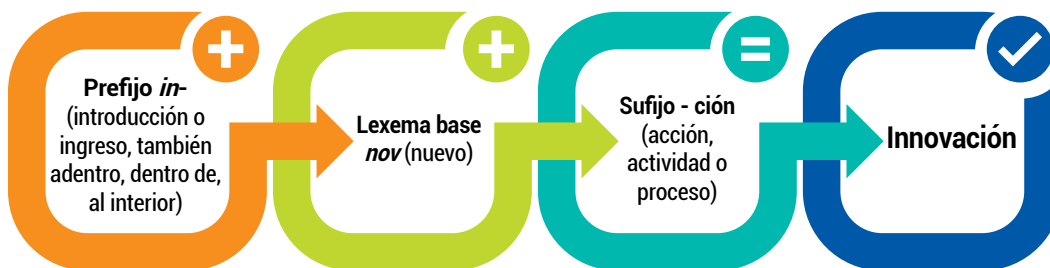 Prefijo in-
(introducción o
ingreso, también
adentro, dentro de,
al interior)
Lexema base
nov (nuevo)
Sufijo - ción
(acción,
actividad o
proceso)
Innovación